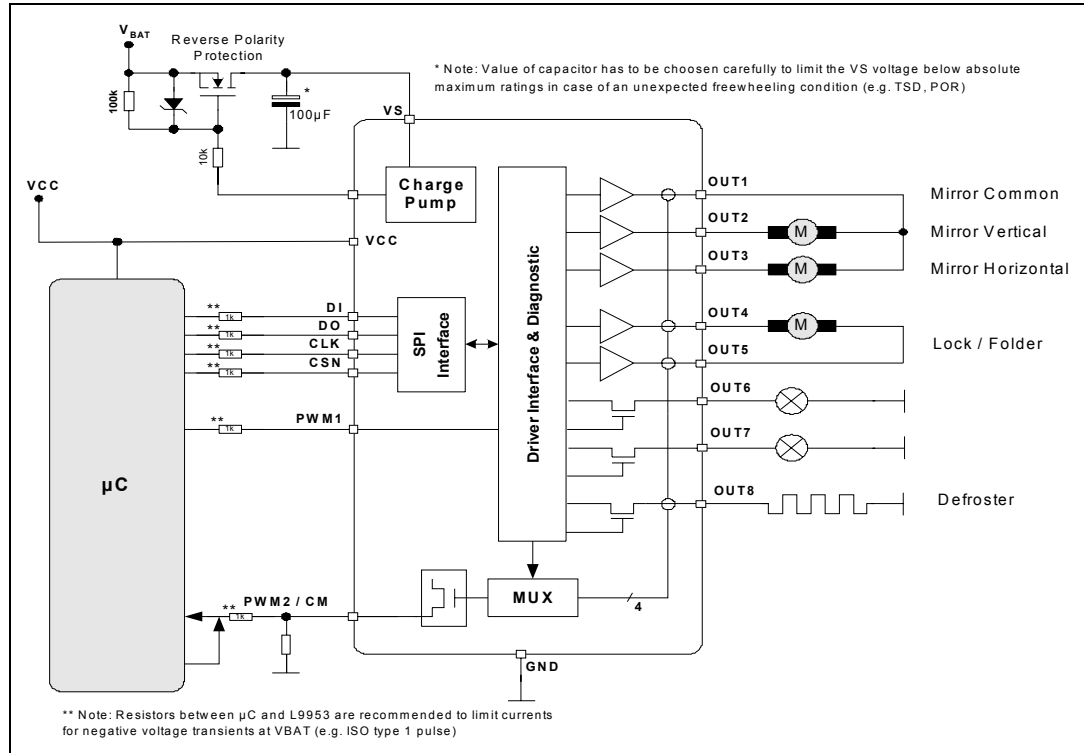 VBAT
Reverse Polarity
Protection
* Note: Value of capacitor has to be choosen carefully to limit the VS voltage below absolute
maximum ratings in case of an unexpected freewheeling condition (e.g. TSD, POR)
100k
*
100µF
VS
10k
VCC
Charge
Pump
VCC
OUT1
Mirror Common
OUT2
M
Mirror Vertical
OUT3
M
Mirror Horizontal
** 1k DI
** 1k DO
** 1k CLK
** 1k CSN
SPI
Interface
Driver Interface & Diagnostic
OUT4
M
Lock / Folder
OUT5
OUT6
** 1k PWM1
OUT7
µC
OUT8
Defroster
** 1k PWM2 / CM
MUX
4
GND
** Note: Resistors between µC and L9953 are recommended to limit currents
for negative voltage transients at VBAT (e.g. ISO type 1 pulse)